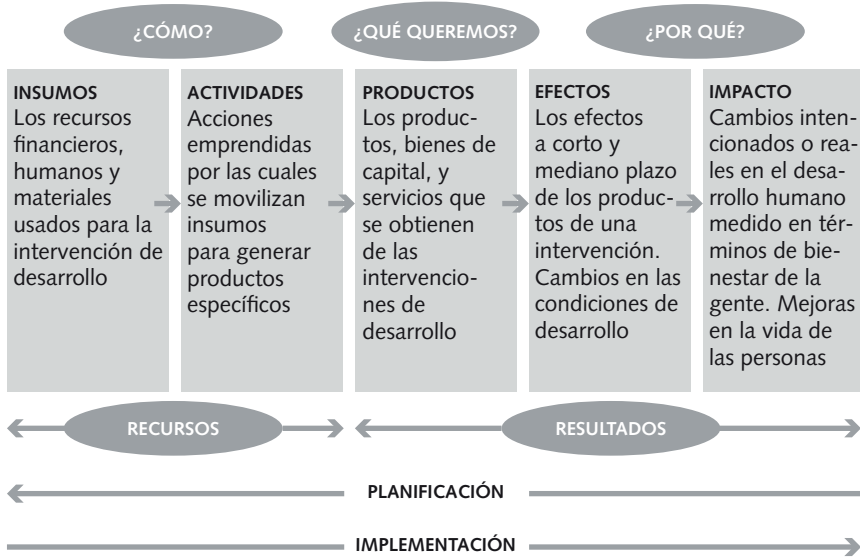 ¿CÓMO?
¿QUÉ QUEREMOS?
¿POR QUÉ?
INSUMOS
Los recursos
financieros,
humanos y
materiales
usados para la
intervención de
desarrollo
ACTIVIDADES
Acciones
emprendidas
por las cuales
se movilizan
insumos
para generar
productos
específicos
PRODUCTOS
Los produc-
tos, bienes de
capital, y
servicios que
se obtienen
de las
intervencio-
nes de
desarrollo
EFECTOS
Los efectos
a corto y
mediano plazo
de los produc-
tos de una
intervención.
Cambios en las
condiciones de
desarrollo
IMPACTO
Cambios inten-
cionados o rea-
les en el desa-
rrollo humano
medido en tér-
minos de bie-
nestar de la
gente. Mejoras
en la vida de
las personas
RECURSOS
RESULTADOS
PLANIFICACIÓN
IMPLEMENTACIÓN